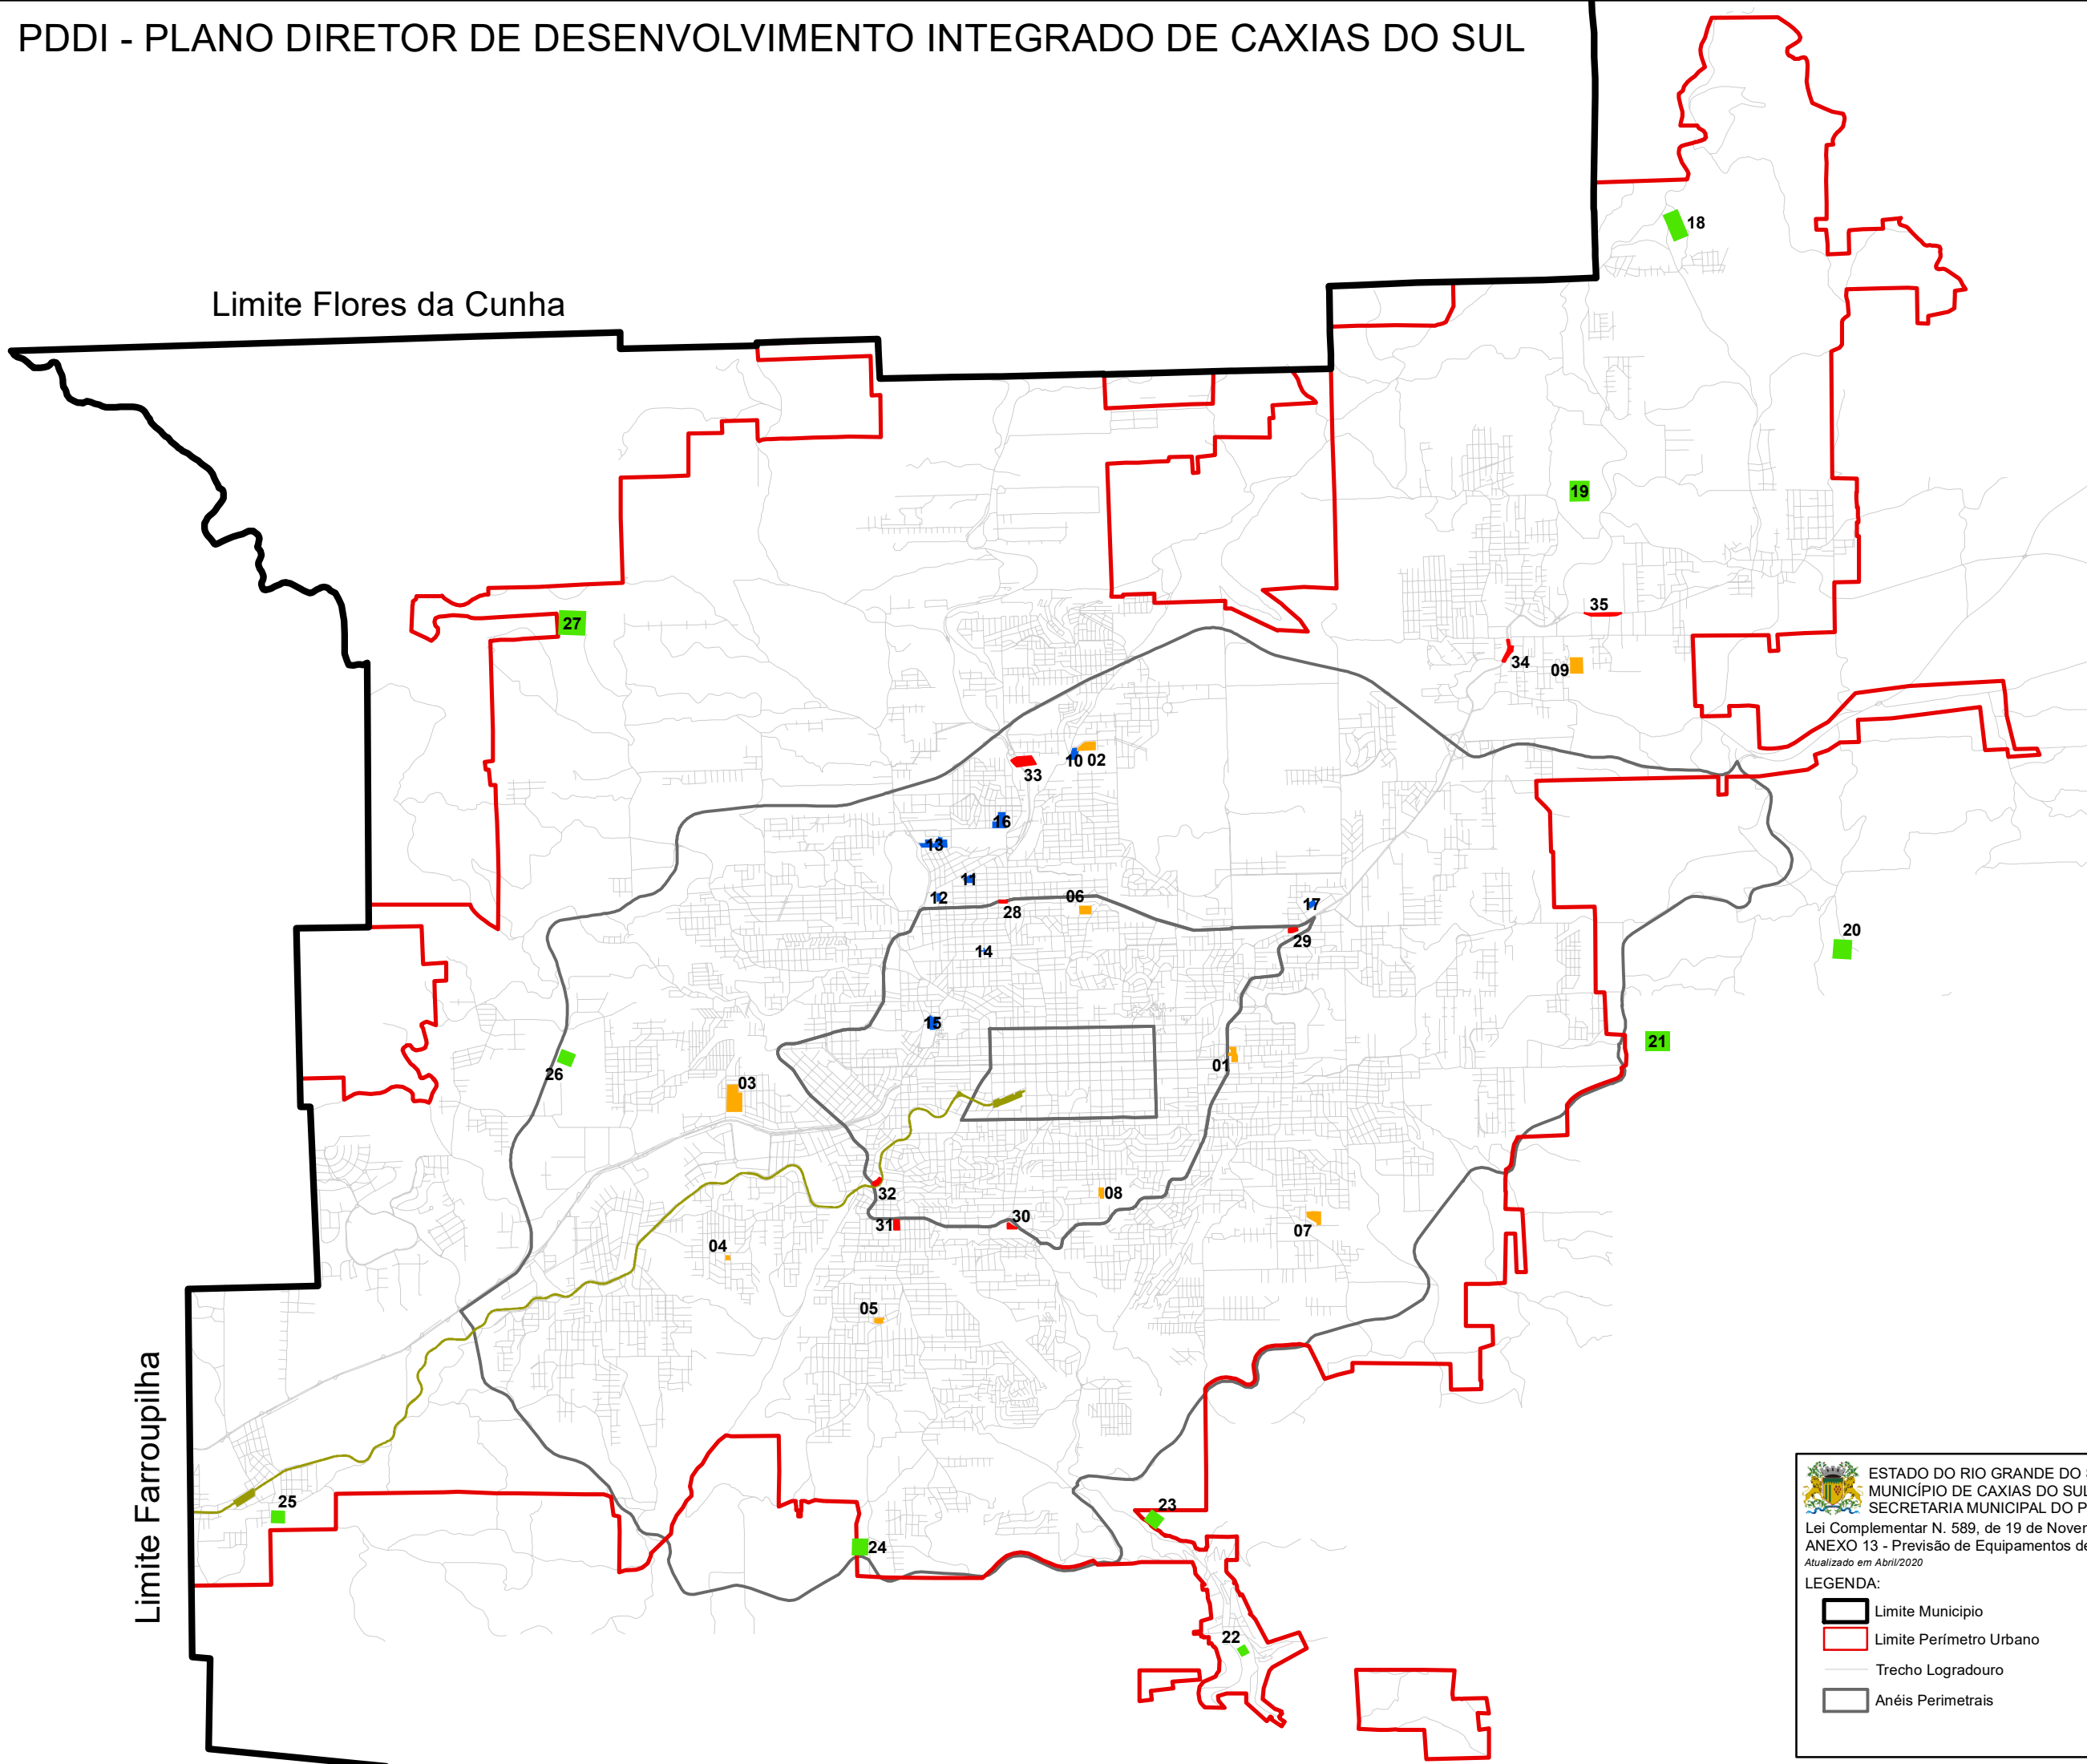 PDDI - PLANO DIRETOR DE DESENVOLVIMENTO INTEGRADO DE CAXIAS DO SUL
18
Limite Flores da Cunha
19
35
27
34
09
10 02
33
16
13
11
12
06
28
17
29
14
20
15
21
01
26
03
32
08
31
30
07
04
05
Limite Farroupilha
25
23
24
22
ESTADO DO RIO GRANDE DO
MUNICÍPIO DE CAXIAS DO SUL
SECRETARIA MUNICIPAL DO
Lei Complementar N. 589, de 19 de
ANEXO 13 - Previsão de Equipamentos
Atualizado em Abril/2020
LEGENDA:
Limite Municipio
Limite Perímetro Urbano
Trecho Logradouro
Anéis Perimetrais